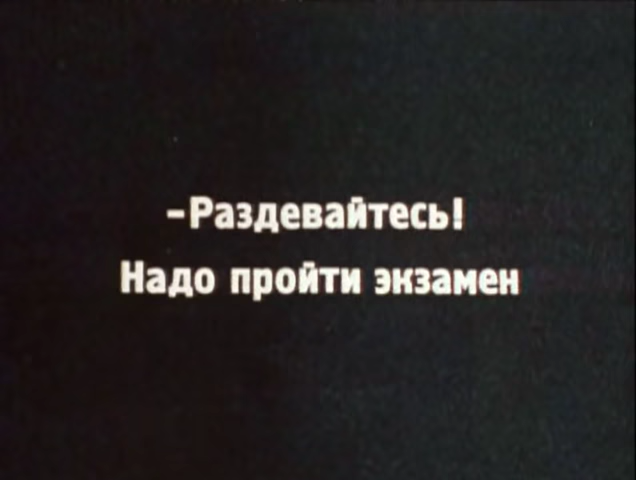 -Раздевайтесь!
Надо пройти экзамен